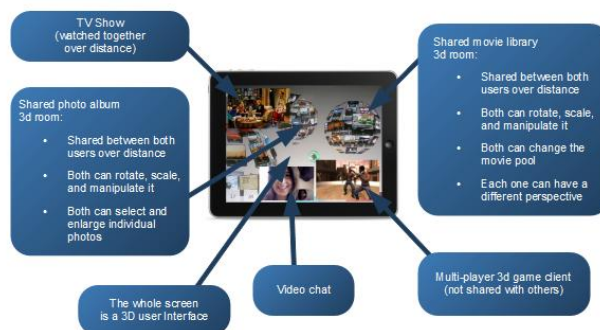 TV Show
(watched together
over distance)
Shared photo album
3d room:
• Shared between both
users over distance
• Both can rotate, scale,
and manipulate it
• Both can select and
enlarge individual
photos
Shared movie library
3d room:
• Shared between both
users over distance
• Both can rotate, scale,
and manipulate it
• Both can change the
movie pool
• Each one can have a
different perspective
The whole screen
is a 3D user Interface
Video chat
Multi-player 3d game client
(not shared with others)